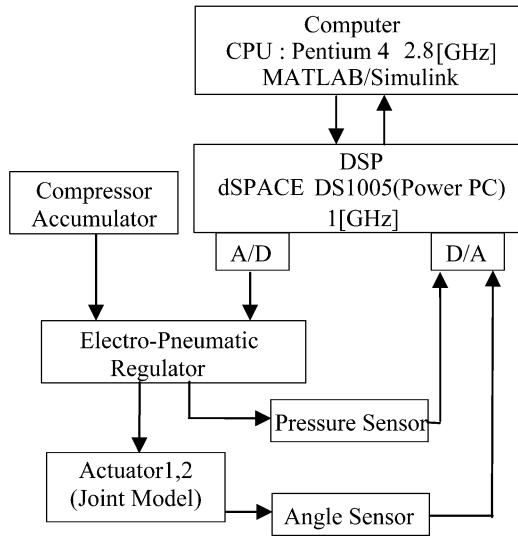 Computer
CPU : Pentium 4 2.8[GHz]
MATLAB/Simulink
DSP
dSPACE DS1005(Power PC)
1[GHz]
Compressor
Accumulator
A/D
D/A
Electro-Pneumatic
Regulator
Pressure Sensor
Actuator1,2
(Joint Model)
Angle Sensor